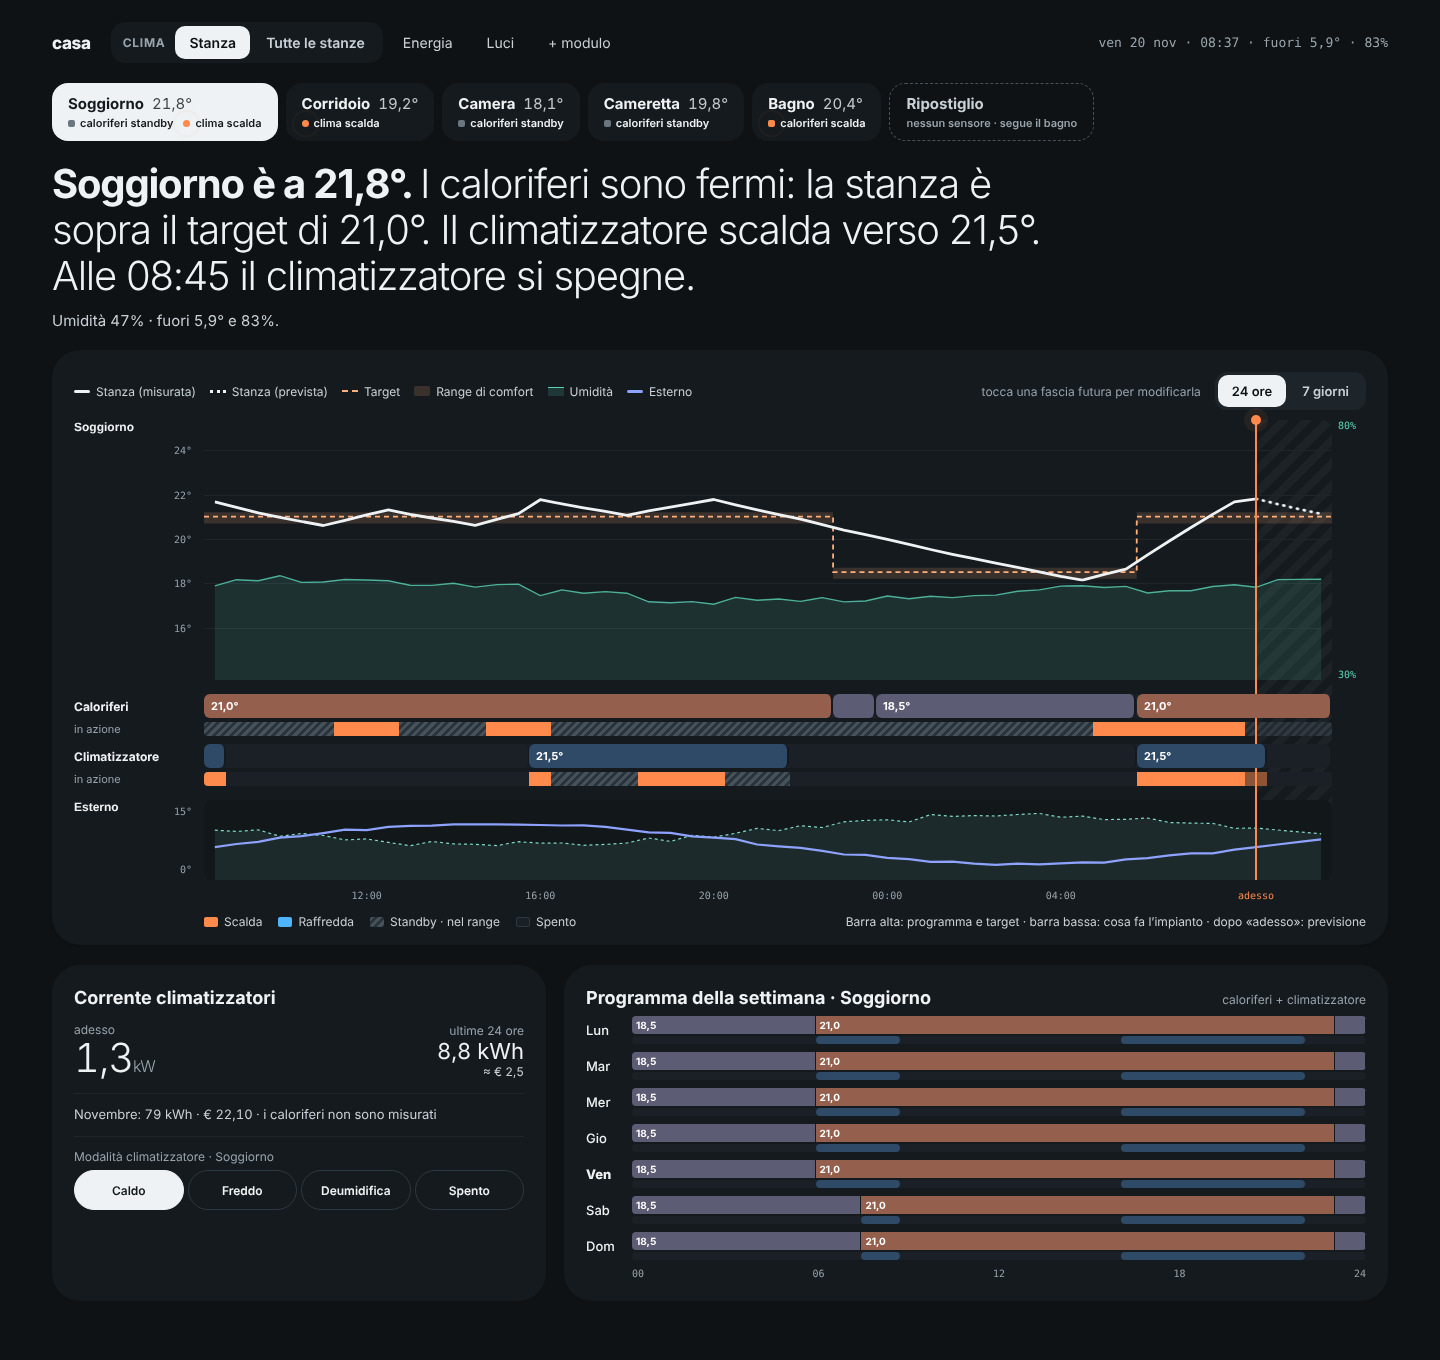 casa CLIMA Stanza Tutte le stanze Energia Luci + modulo ven 20 nov · 08:37 · fuori 5,9° · 83%
Soggiorno 21,8° Corridoio 19,2° Camera 18,1° Cameretta 19,8° Bagno 20,4° Ripostiglio
caloriferi standby clima scalda clima scalda caloriferi standby caloriferi standby caloriferi scalda nessun sensore · segue il bagno
Soggiorno è a 21,8°. I caloriferi sono fermi: la stanza è
sopra il target di 21,0°. Il climatizzatore scalda verso 21,5°.
Alle 08:45 il climatizzatore si spegne.
Umidità 47% · fuori 5,9° e 83%.
Stanza (misurata) Stanza (prevista) Target Range di comfort Umidità Esterno tocca una fascia futura per modificarla 24 ore 7 giorni
Soggiorno 80%
24°
22°
20°
18°
16°
30%
Caloriferi 21,0° 18,5° 21,0°
in azione
Climatizzatore 21,5° 21,5°
in azione
Esterno 15°
0°
12:00 16:00 20:00 00:00 04:00 adesso
Scalda Raffredda Standby · nel range Spento Barra alta: programma e target · barra bassa: cosa fa l’impianto · dopo «adesso»: previsione
Corrente climatizzatori
adesso ultime 24 ore
1,3 kW 8,8 kWh
≈ € 2,5
Novembre: 79 kWh · € 22,10 · i caloriferi non sono misurati
Modalità climatizzatore · Soggiorno
Caldo Freddo Deumidifica Spento
Programma della settimana · Soggiorno caloriferi + climatizzatore
Lun 18,5 21,0
Mar 18,5 21,0
Mer 18,5 21,0
Gio 18,5 21,0
Ven 18,5 21,0
Sab 18,5 21,0
Dom 18,5 21,0
00 06 12 18 24